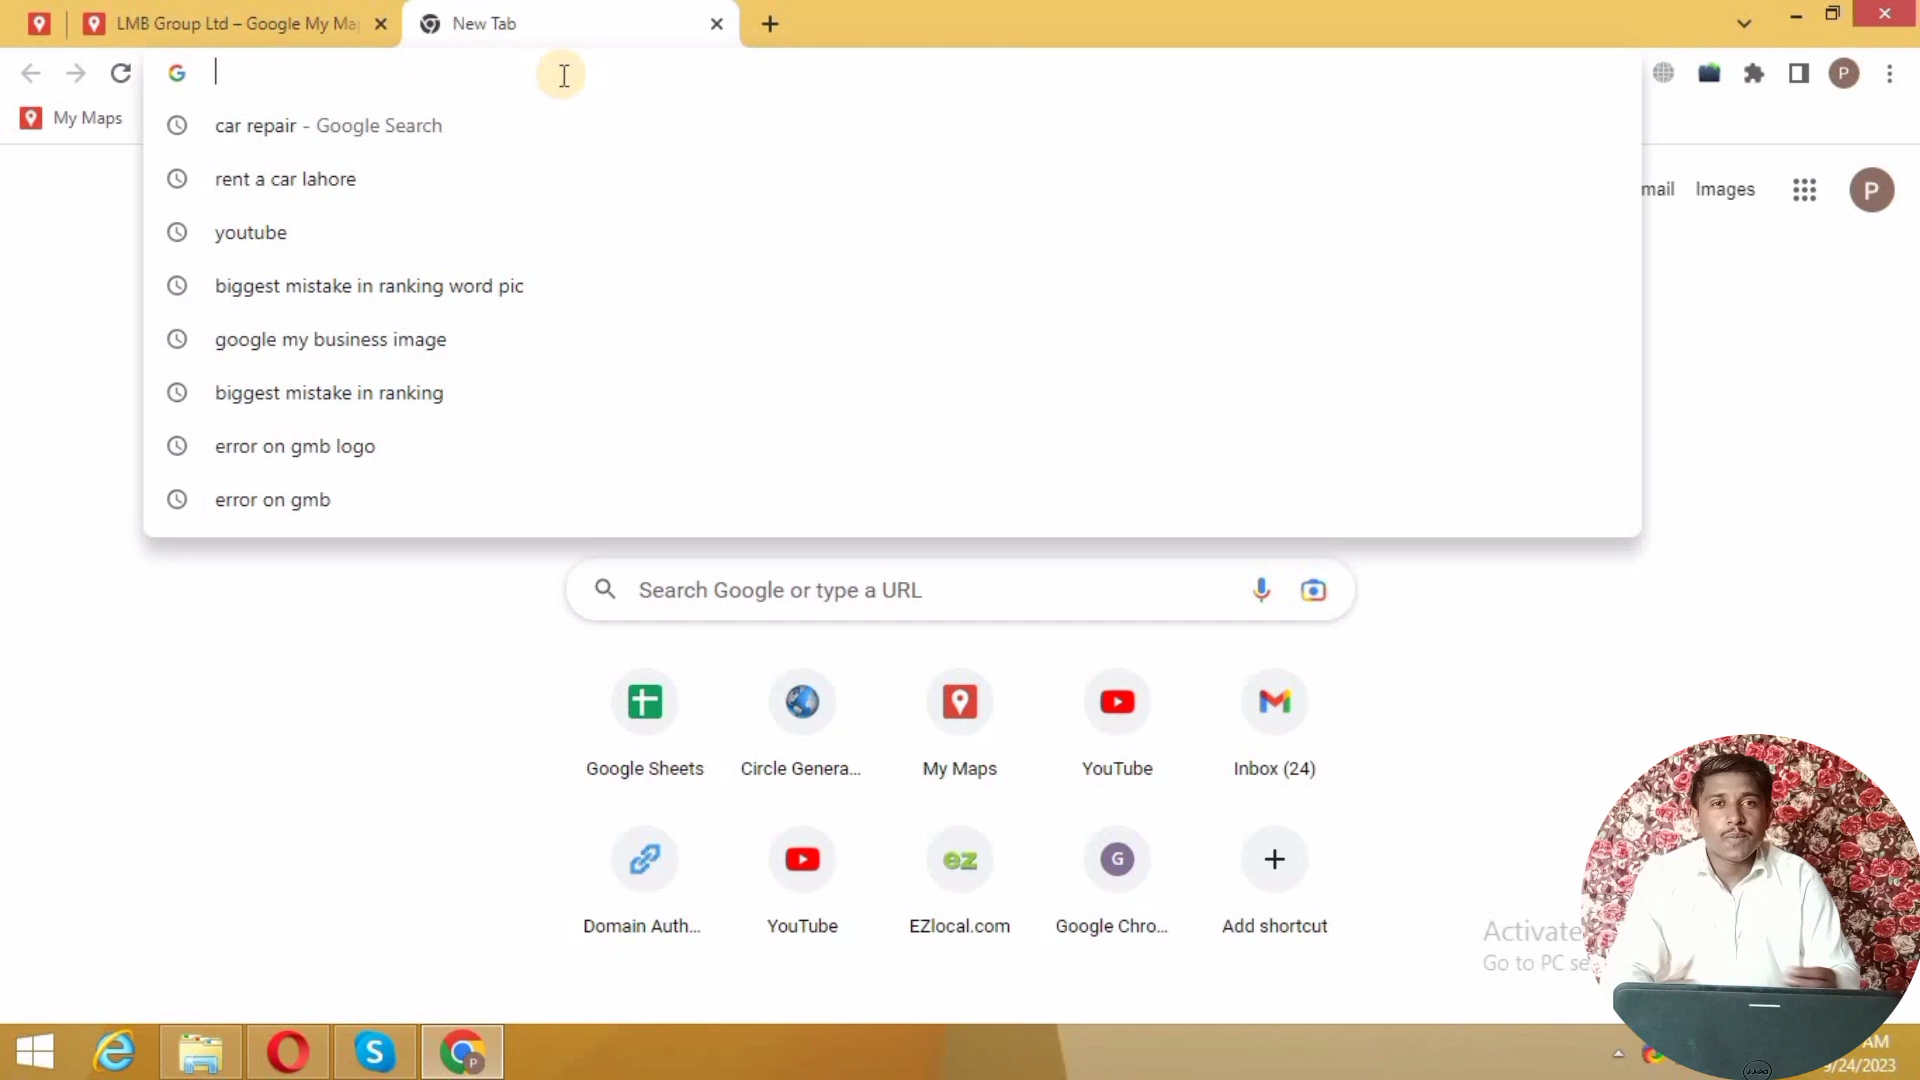 LMB Group Ltd – Google My Ma
New Tab
My Maps
car repair - Google Search
rent a car lahore
youtube
biggest mistake in ranking word pic
google my business image
biggest mistake in ranking
error on gmb logo
error on gmb
mail
Images
P
P
Search Google or type a URL
Google Sheets
Circle Genera...
My Maps
YouTube
Inbox (24)
Domain Auth...
YouTube
ez
EZlocal.com
G
Google Chro...
Add shortcut
Activate
Go to PC se
AM
9/24/2023